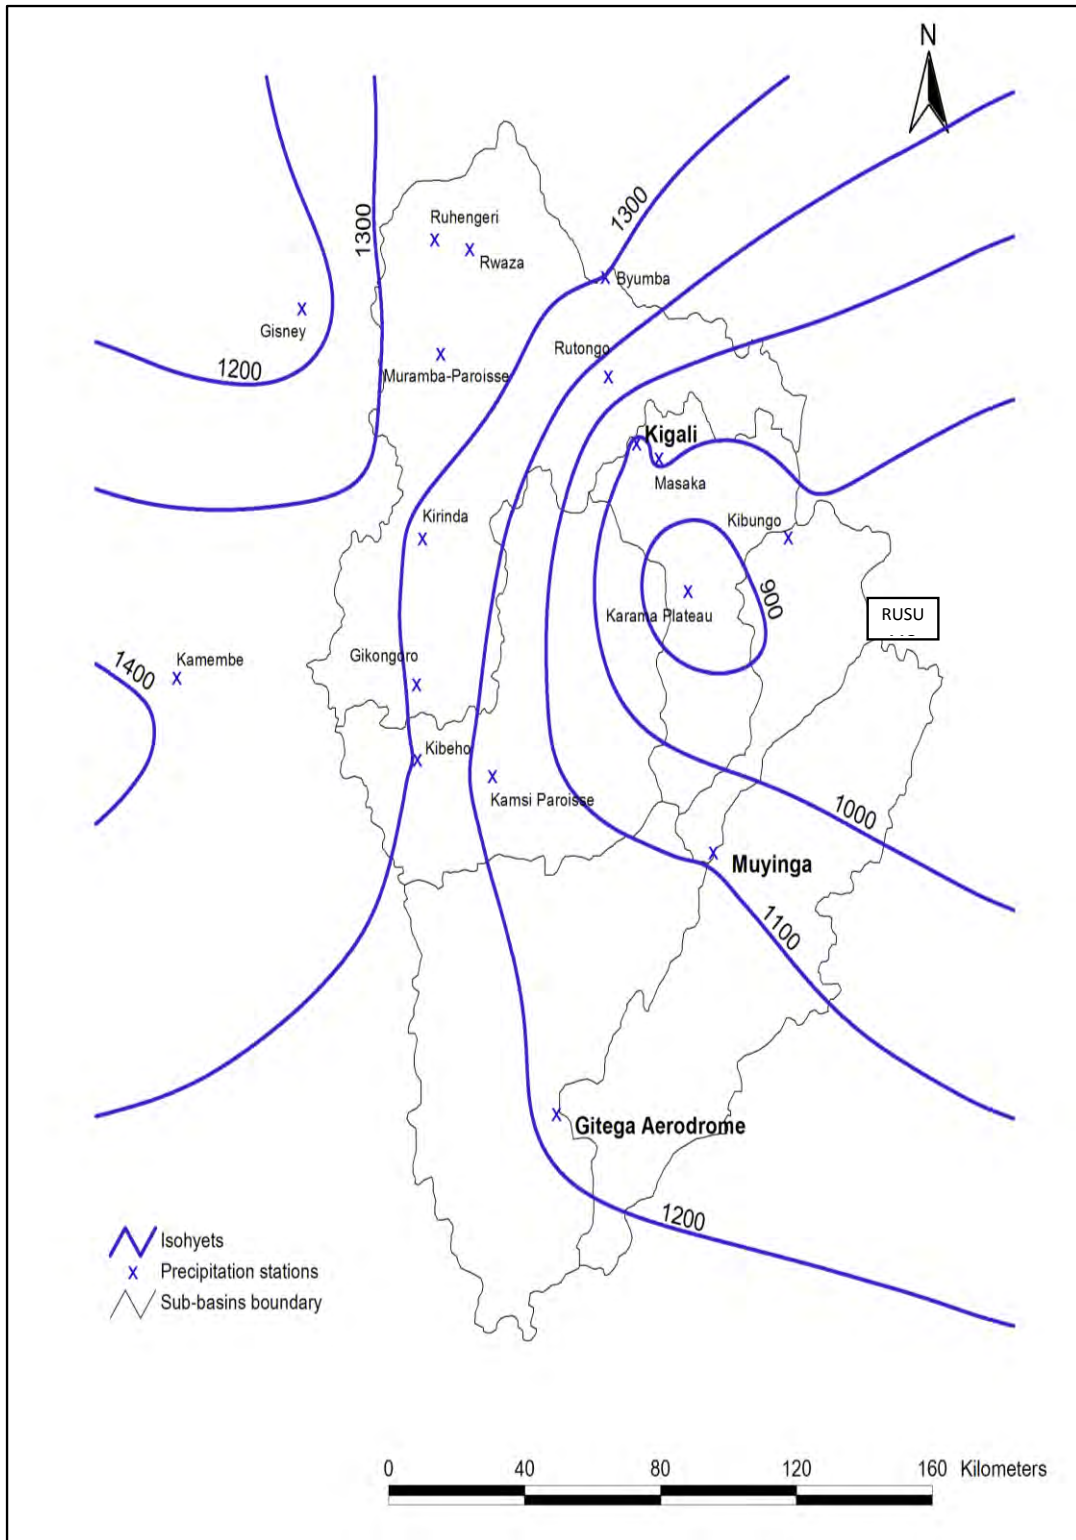 N
1300
1300
Ruhengeri
Rwaza
Byumba
Gisney
Rutongo
1200
Muramba-Paroisse
Kigali
Masaka
Kirinda
Kibungo
900
Karama Plateau
RUSU
Kamembe
Gikongoro
1400
Kibeho
Kamsi Paroisse
1000
Muyinga
1100
Gitega Aerodrome
1200
Isohyets
Precipitation stations
Sub-basins boundary
0 40 80 120 160 Kilometers